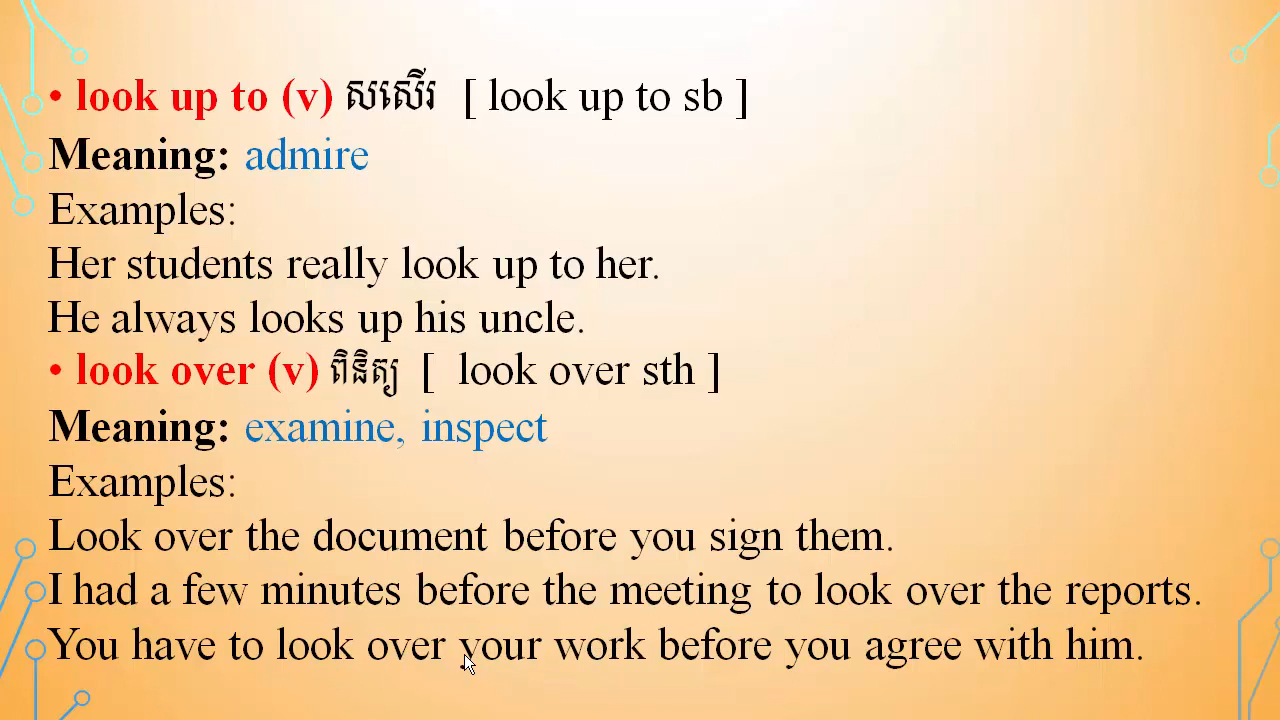 • look up to (v) សរសើរ [ look up to sb ]
Meaning: admire
Examples:
Her students really look up to her.
He always looks up his uncle.
• look over (v) ពិនិត្យ [ look over sth ]
Meaning: examine, inspect
Examples:
Look over the document before you sign them.
I had a few minutes before the meeting to look over the reports.
You have to look over your work before you agree with him.